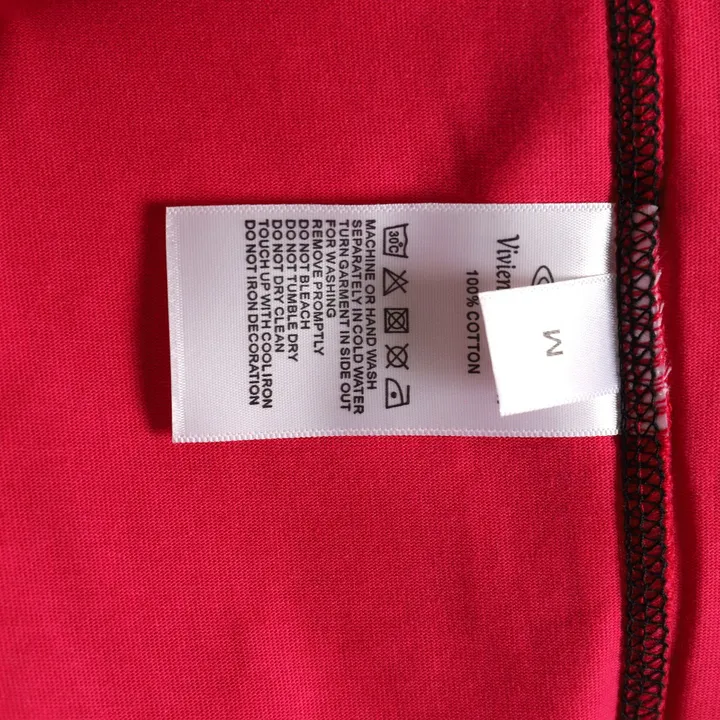 Vivien
100% COTTON
M
30°C
MACHINE OR HAND WASH
SEPARATELY IN COLD WATER
TURN GARMENT IN SIDE OUT
FOR WASHING
REMOVE PROMPTLY
DO NOT BLEACH
DO NOT TUMBLE DRY
DO NOT DRY CLEAN
TOUCH UP WITH COOL IRON
DO NOT IRON DECORATION